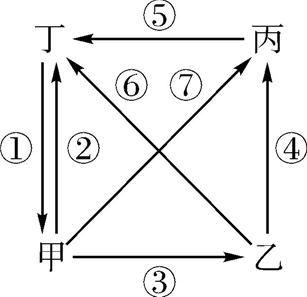 丁 ⑤ 丙
⑥ ⑦
① ② ④
甲 ③ 乙